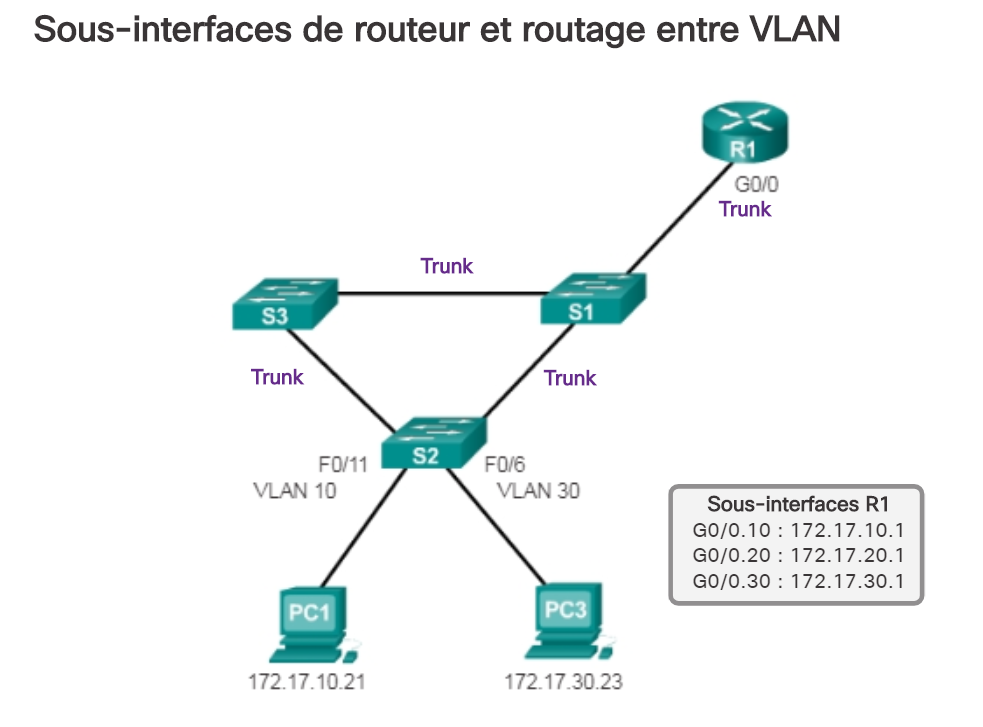 Sous-interfaces de routeur et routage entre VLAN
R1
G0/0
Trunk
Trunk
S3
S1
Trunk
Trunk
S2
F0/11
F0/6
VLAN 10
VLAN 30
Sous-interfaces R1
G0/0.10 : 172.17.10.1
G0/0.20 : 172.17.20.1
G0/0.30 : 172.17.30.1
PC1
PC3
172.17.10.21
172.17.30.23